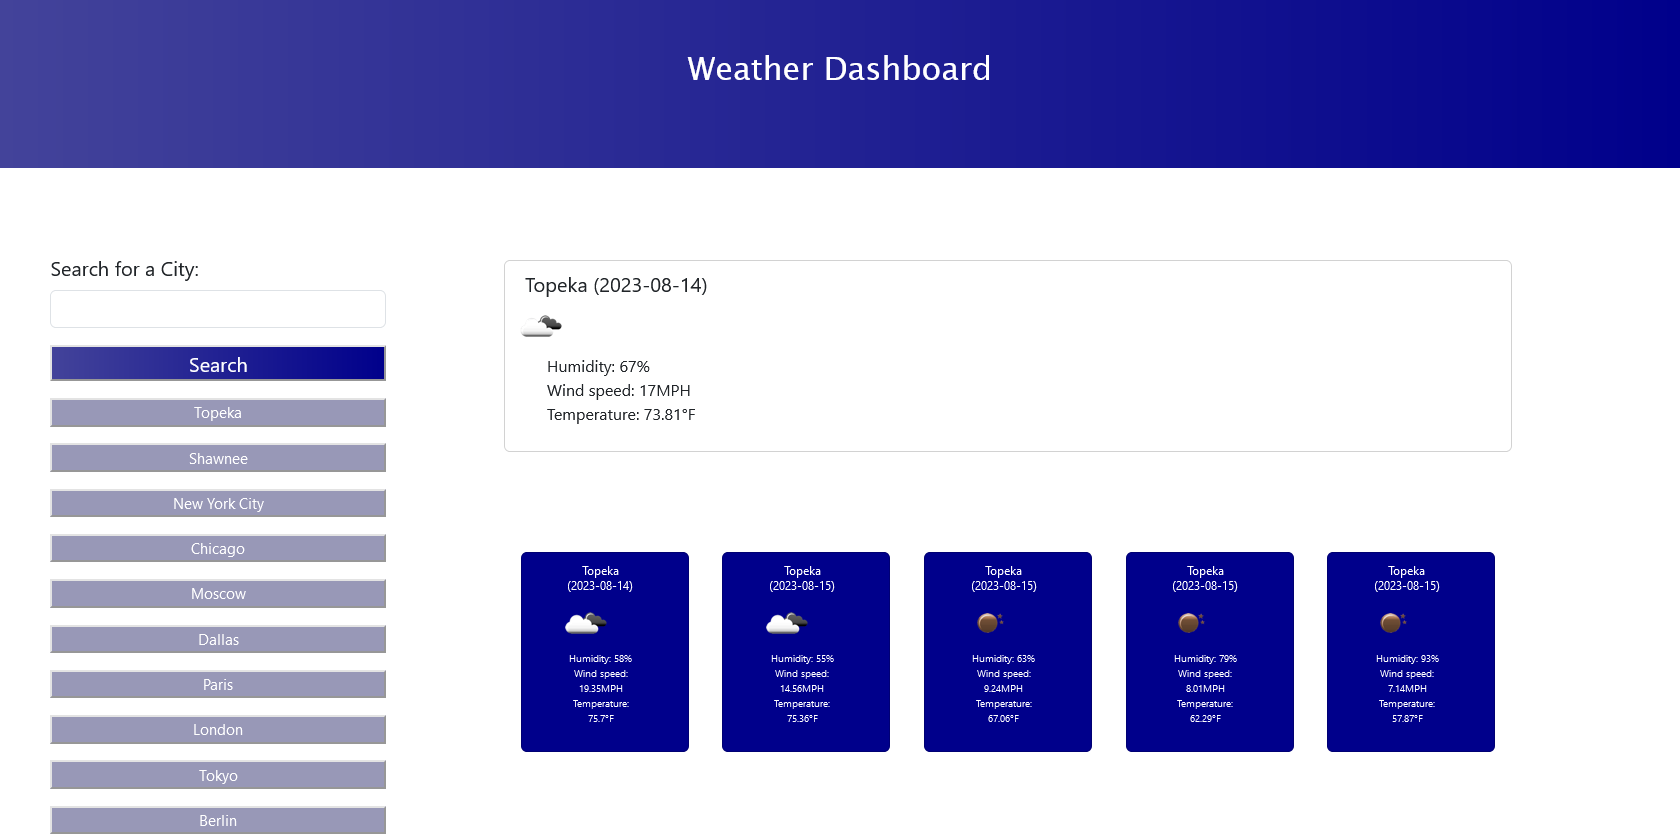 Weather Dashboard
Search for a City:
Search
Topeka
Shawnee
New York City
Chicago
Moscow
Dallas
Paris
London
Tokyo
Berlin
Topeka (2023-08-14)
Humidity: 67%
Wind speed: 17MPH
Temperature: 73.81°F
Topeka
(2023-08-14)
Humidity: 58%
Wind speed:
19.35MPH
Temperature:
75.7°F
Topeka
(2023-08-15)
Humidity: 55%
Wind speed:
14.56MPH
Temperature:
75.36°F
Topeka
(2023-08-15)
Humidity: 63%
Wind speed:
9.24MPH
Temperature:
67.06°F
Topeka
(2023-08-15)
Humidity: 79%
Wind speed:
8.01MPH
Temperature:
62.29°F
Topeka
(2023-08-15)
Humidity: 93%
Wind speed:
7.14MPH
Temperature:
57.87°F